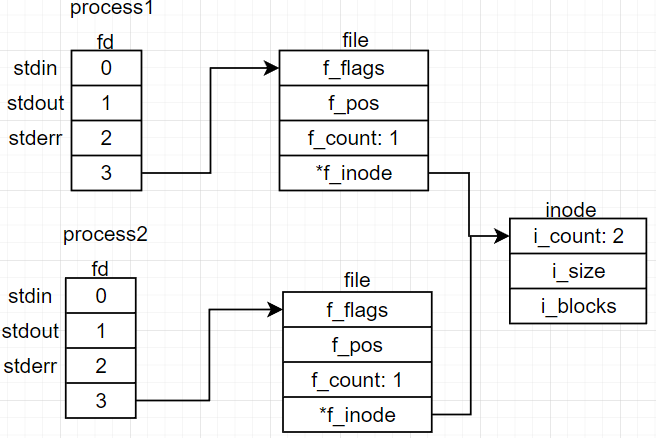 process1
fd
stdin 0
stdout 1
stderr 2
3
file
f_flags
f_pos
f_count: 1
*f_inode
process2
fd
stdin 0
stdout 1
stderr 2
3
file
f_flags
f_pos
f_count: 1
*f_inode
inode
i_count: 2
i_size
i_blocks